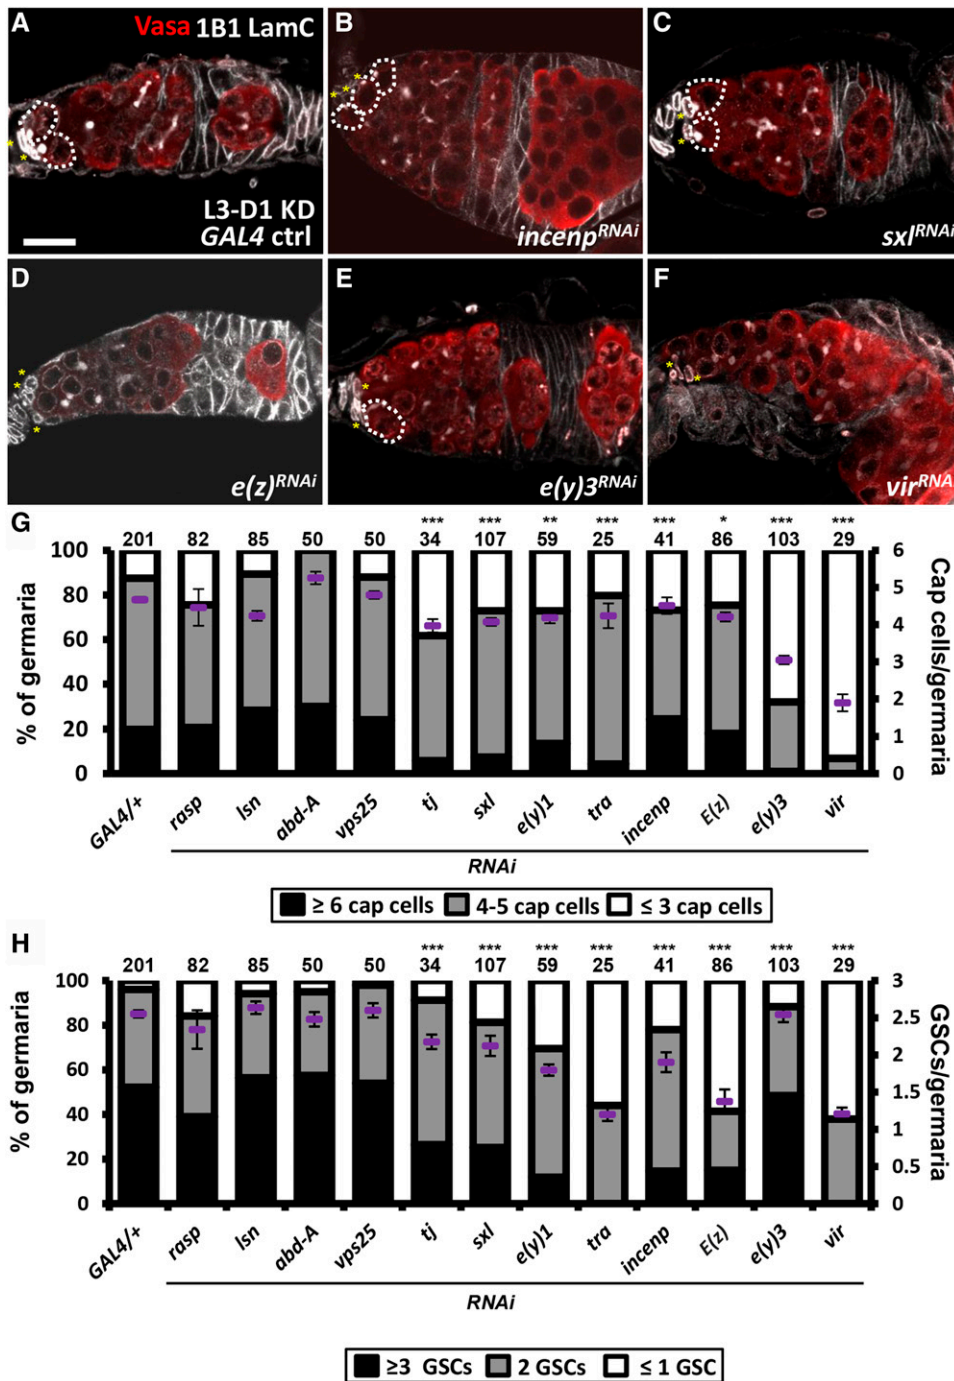 A
Vasa 1B1 LamC
L3-D1 KD
GAL4 ctrl
B
incenpRNAi
C
sxlRNAi
D
e(z)RNAi
E
e(y)3RNAi
F
virRNAi
G
*** *** ** *** *** * *** ***
201 82 85 50 50 34 107 59 25 41 86 103 29
% of germaria
100
80
60
40
20
0
Cap cells/germaria
6
5
4
3
2
1
0
GAL4/+ rasp lsn abd-A vps25 tj sxl e(y)1 tra incenp E(z) e(y)3 vir
RNAi
≥ 6 cap cells 4-5 cap cells ≤ 3 cap cells
H
*** *** *** *** *** *** *** ***
201 82 85 50 50 34 107 59 25 41 86 103 29
% of germaria
100
80
60
40
20
0
GSCs/germaria
3
2.5
2
1.5
1
0.5
0
GAL4/+ rasp lsn abd-A vps25 tj sxl e(y)1 tra incenp E(z) e(y)3 vir
RNAi
≥3 GSCs 2 GSCs ≤ 1 GSC